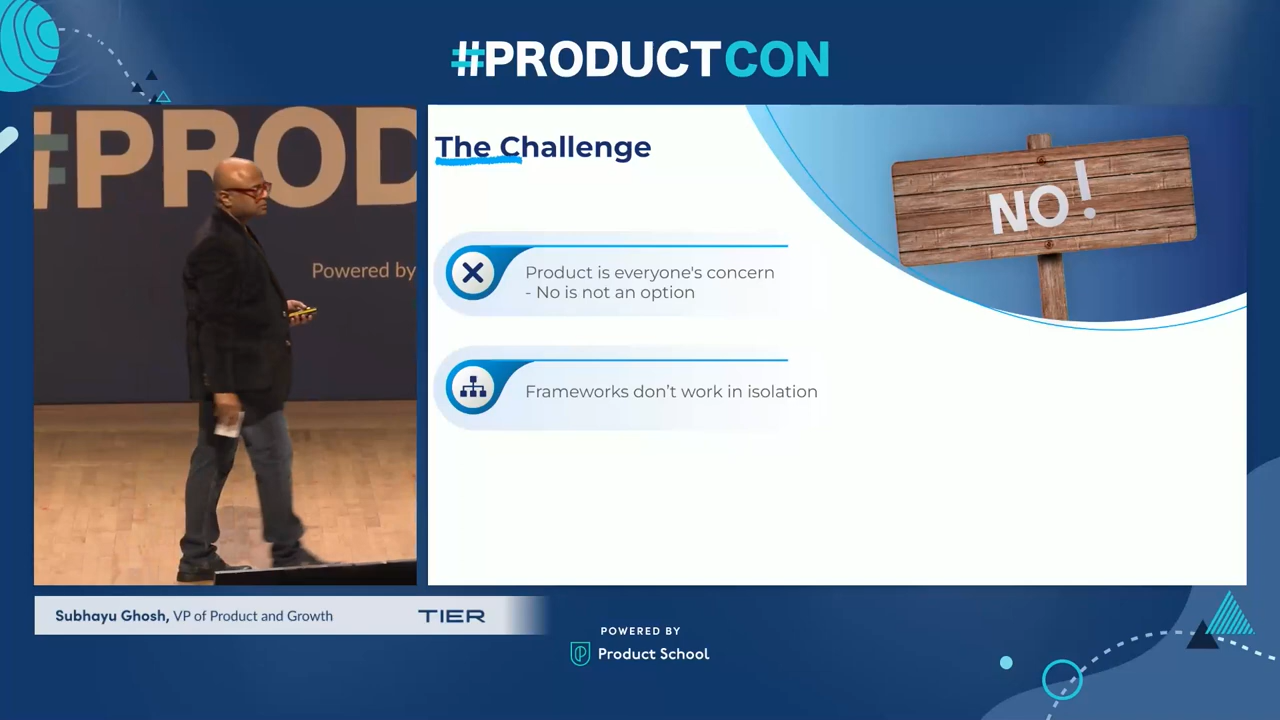 #PRODUCTCON
#PROD
Powered by
The Challenge
NO!
Product is everyone's concern
- No is not an option
Frameworks don’t work in isolation
Subhayu Ghosh, VP of Product and Growth
TIER
POWERED BY
Product School